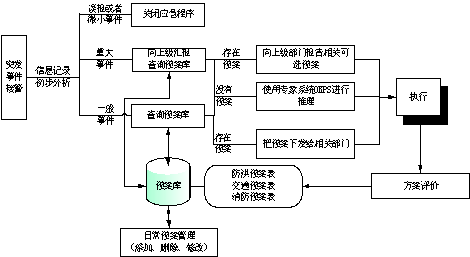 突发
事件
接警
信息记录
初步分析
误报或者
微小事件
关闭应急程序
重大
事件
向上级汇报
查询预案库
存在
预案
向上级部门报告相关可
选预案
没有
预案
使用专家系统OBPS进行
推理
执行
一般
事件
查询预案库
存在
预案
把预案下发给相关部门
预案库
防洪预案表
交通预案表
消防预案表
方案评价
日常预案管理
(添加、删除、修改)